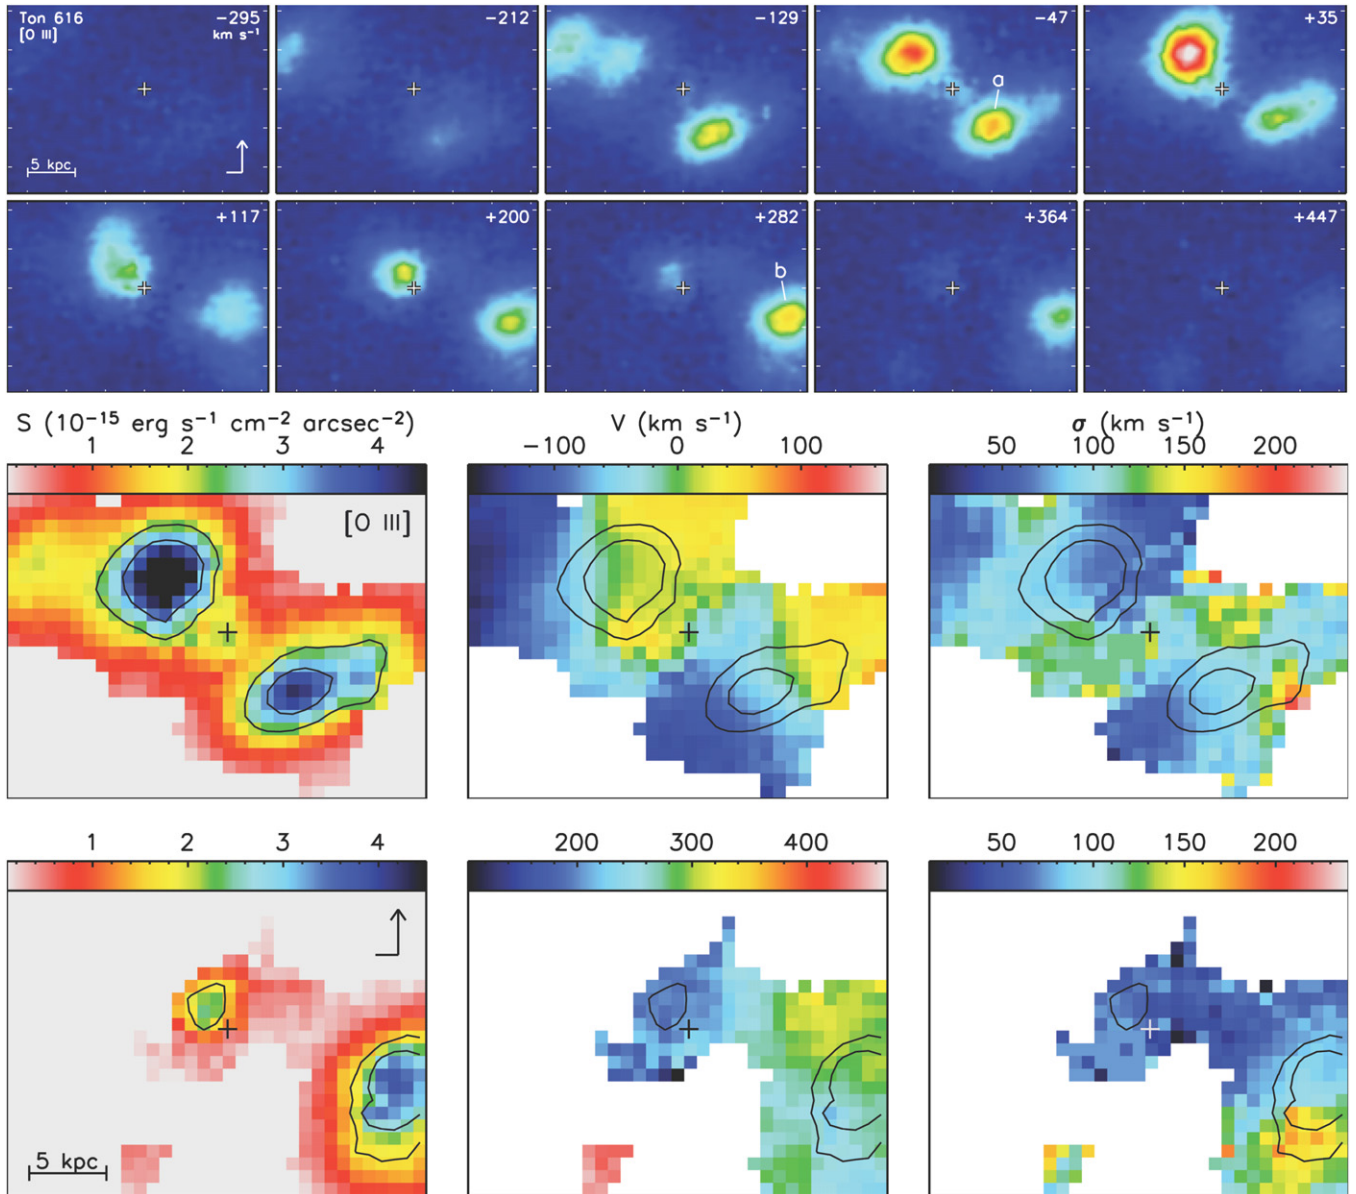 Ton 616 −295
[O III] km s⁻¹
−212
−129
−47
+35
5 kpc
a
+117
+200
+282
+364
+447
b
S (10⁻¹⁵ erg s⁻¹ cm⁻² arcsec⁻²)
V (km s⁻¹)
σ (km s⁻¹)
1 2 3 4
−100 0 100
50 100 150 200
[O III]
1 2 3 4
200 300 400
50 100 150 200
5 kpc